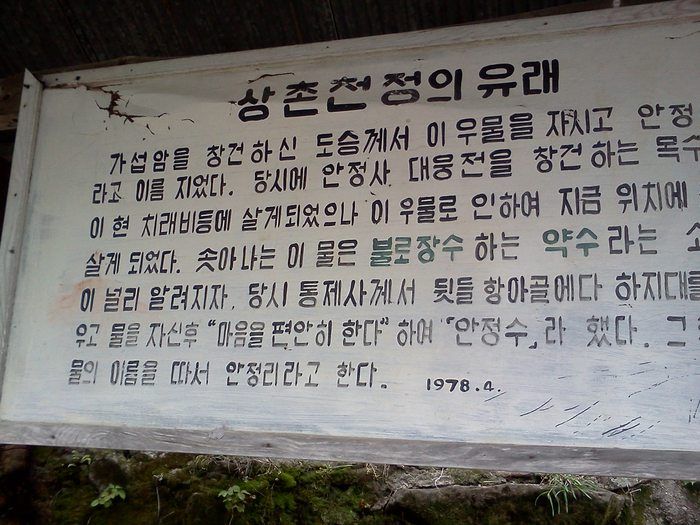 상촌천정의 유래
가섭암을 창건하신 도승께서 이 우물을 자시고 안정
라고 이름 지었다. 당시에 안정사 대웅전을 창건하는 목수
이 현 치래비등에 살게되었으나 이 우물로 인하여 지금 위치에
살게 되었다. 솟아나는 이 물은 불로장수하는 약수라는 소
이 널리 알려지자, 당시 통제사께서 뒷들 항아골에다 하지대를
우고 물을 자신후 "마음을 편안히 한다" 하여 「안정수」라 했다. 그
물의 이름을 따서 안정리라고 한다. 1978.4.